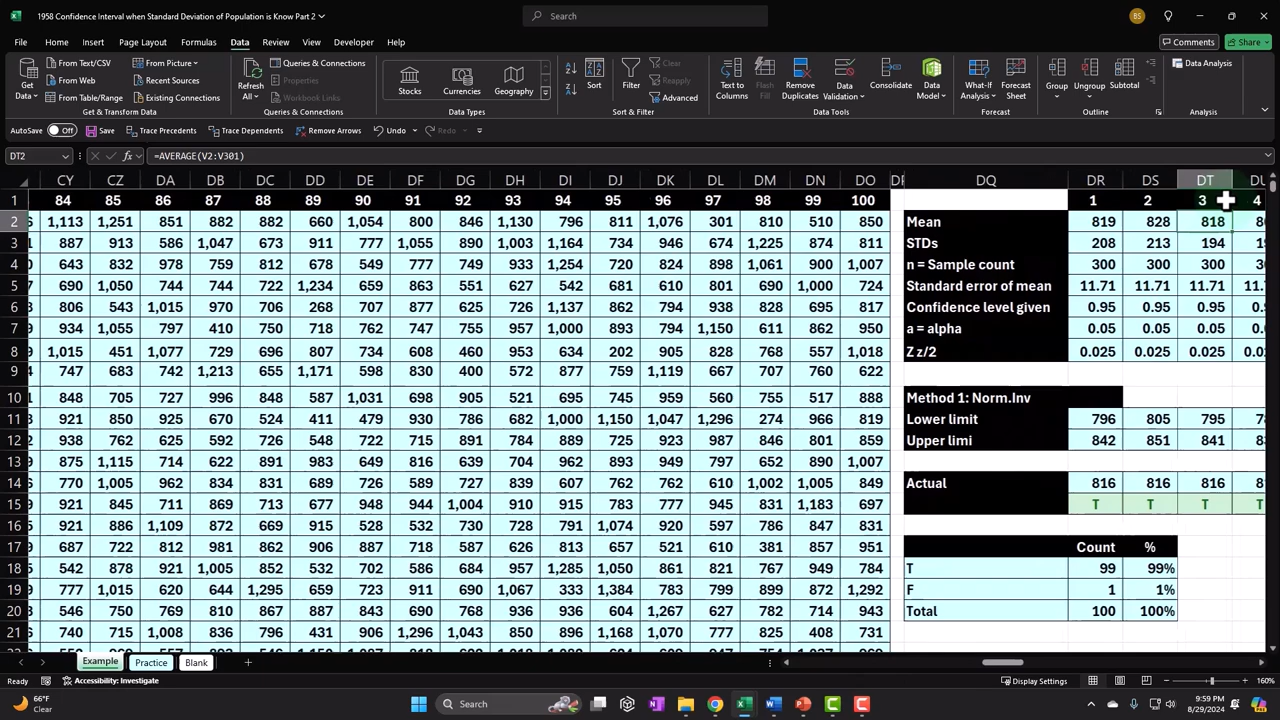 1958 Confidence Interval when Standard Deviation of Population is Know Part 2
Search
BS
File Home Insert Page Layout Formulas Data Review View Developer Help
Comments Share
Get Data
From Text/CSV
From Web
From Table/Range
From Picture
Recent Sources
Existing Connections
Get & Transform Data
Refresh All
Queries & Connections
Properties
Workbook Links
Queries & Connections
Stocks Currencies Geography
Data Types
Sort
Filter
Clear
Reapply
Advanced
Sort & Filter
Text to Columns
Flash Fill
Remove Duplicates
Data Validation
Consolidate
Data Model
Data Tools
What-If Analysis
Forecast Sheet
Forecast
Group Ungroup Subtotal
Outline
Data Analysis
Analysis
AutoSave Off Save Trace Precedents Trace Dependents Remove Arrows Undo Redo
DT2 fx =AVERAGE(V2:V301)
CY CZ DA DB DC DD DE DF DG DH DI DJ DK DL DM DN DO DQ DR DS DT
1 84 85 86 87 88 89 90 91 92 93 94 95 96 97 98 99 100 1 2 3 4
2 1,113 1,251 851 882 882 660 1,054 800 846 1,130 796 811 1,076 301 810 510 850 Mean 819 828 818
3 887 913 586 1,047 673 911 777 1,055 890 1,003 1,164 734 946 674 1,225 874 811 STDs 208 213 194
4 643 832 978 759 812 678 549 777 749 933 1,254 720 824 898 1,061 900 1,007 n = Sample count 300 300 300
5 690 1,050 744 744 722 1,234 659 863 551 627 542 681 610 801 690 1,000 724 Standard error of mean 11.71 11.71 11.71
6 806 543 1,015 970 706 268 707 877 625 726 1,137 862 794 938 828 695 817 Confidence level given 0.95 0.95 0.95
7 934 1,055 797 410 750 718 762 747 755 957 1,000 893 794 1,150 611 862 950 a = alpha 0.05 0.05 0.05
8 1,015 451 1,077 729 696 807 734 608 460 953 634 202 905 828 768 557 1,018 Z z/2 0.025 0.025 0.025
9 747 683 742 1,213 655 1,171 598 830 400 572 877 759 1,119 667 707 760 622
10 848 705 727 996 848 587 1,031 698 905 521 961 939 959 560 755 507 888 Method 1: Norm.Inv
11 921 850 925 670 524 411 479 930 786 682 1,000 1,150 1,047 1,296 274 966 819 Lower limit 796 805 795
12 938 762 625 592 726 548 722 715 891 784 889 725 923 987 846 801 859 Upper limi 842 851 841
13 875 1,115 714 622 891 983 649 816 639 704 962 893 949 797 652 890 1,007
14 770 1,005 962 834 831 689 726 589 727 839 607 762 762 610 1,002 1,005 849 Actual 816 816 816
15 921 845 711 869 713 677 948 944 1,004 910 915 783 777 951 1,090 1,183 697 T T T T
16 921 886 1,109 872 669 915 528 532 730 728 791 1,074 920 597 786 847 831
17 687 722 812 981 862 906 887 718 587 626 813 657 521 610 381 857 951 Count %
18 542 878 921 1,005 852 532 702 586 958 684 1,285 1,050 861 821 767 949 784 T 99 99%
19 777 1,015 620 644 1,295 659 723 911 690 1,067 333 1,384 783 799 713 872 1,292 F 1 1%
20 546 750 769 810 867 887 843 690 768 936 936 604 1,267 627 782 714 943 Total 100 100%
21 740 715 1,008 836 796 431 906 1,296 1,043 850 896 1,168 1,070 777 825 408 731
Example Practice Blank
Ready Accessibility: Investigate Display Settings 160%
66°F
Clear
Search
9:59 PM
8/29/2024